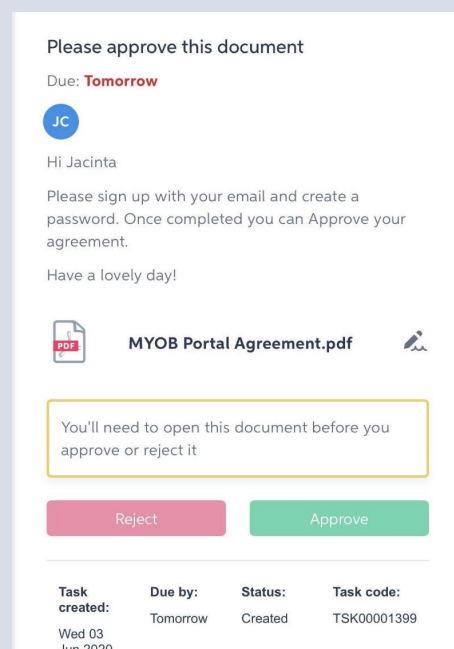 Please approve this document
Due: Tomorrow
JC
Hi Jacinta
Please sign up with your email and create a
password. Once completed you can Approve your
agreement.
Have a lovely day!
PDF
MYOB Portal Agreement.pdf
You'll need to open this document before you
approve or reject it
Reject Approve
Task created: Due by: Status: Task code:
Wed 03 Jun 2020 Tomorrow Created TSK00001399